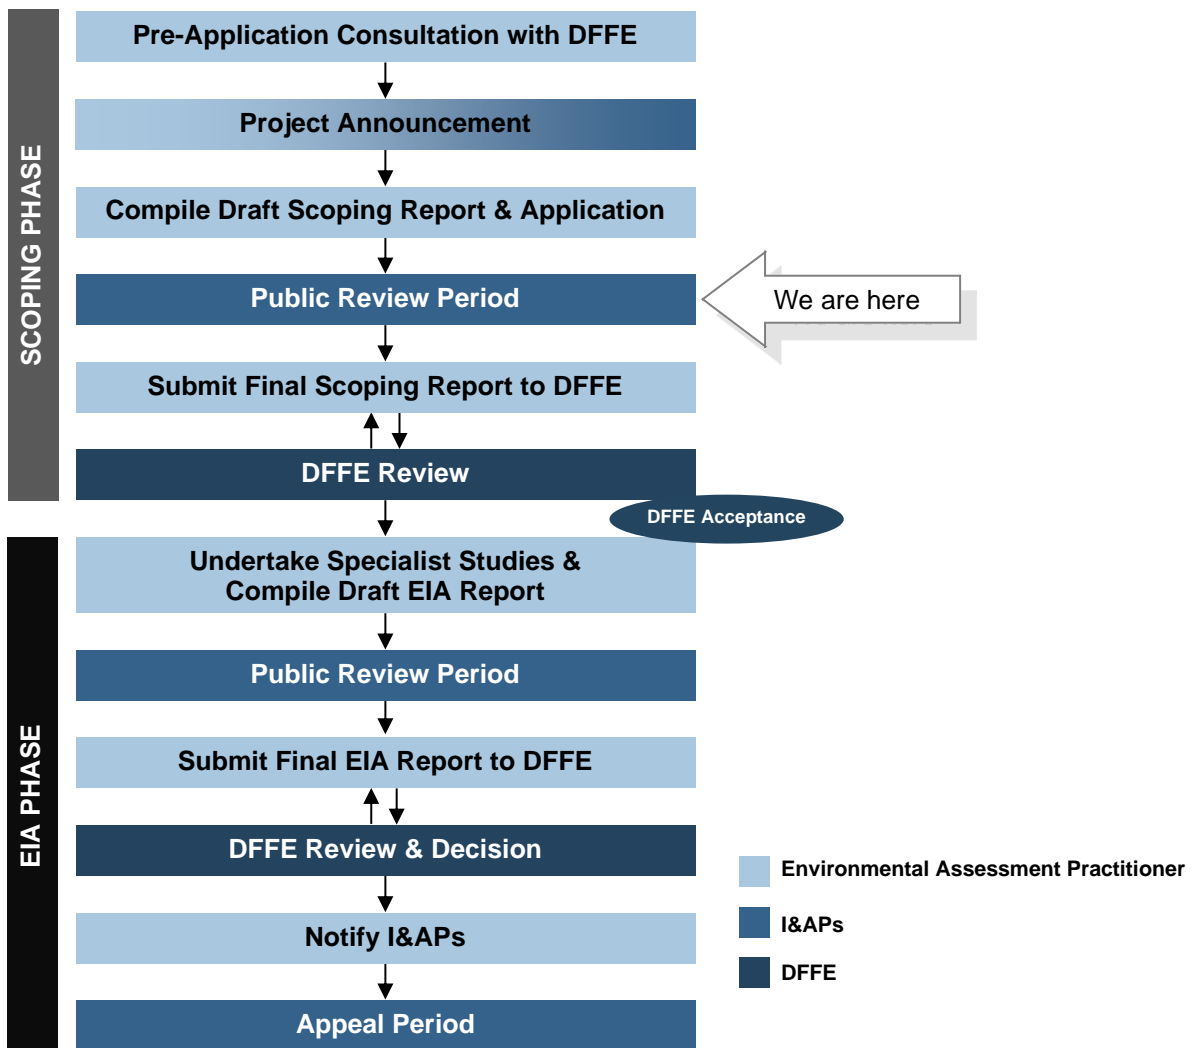 SCOPING PHASE
Pre-Application Consultation with DFFE
Project Announcement
Compile Draft Scoping Report & Application
Public Review Period
We are here
Submit Final Scoping Report to DFFE
DFFE Review
DFFE Acceptance
EIA PHASE
Undertake Specialist Studies &
Compile Draft EIA Report
Public Review Period
Submit Final EIA Report to DFFE
DFFE Review & Decision
Notify I&APs
Appeal Period
Environmental Assessment Practitioner
I&APs
DFFE